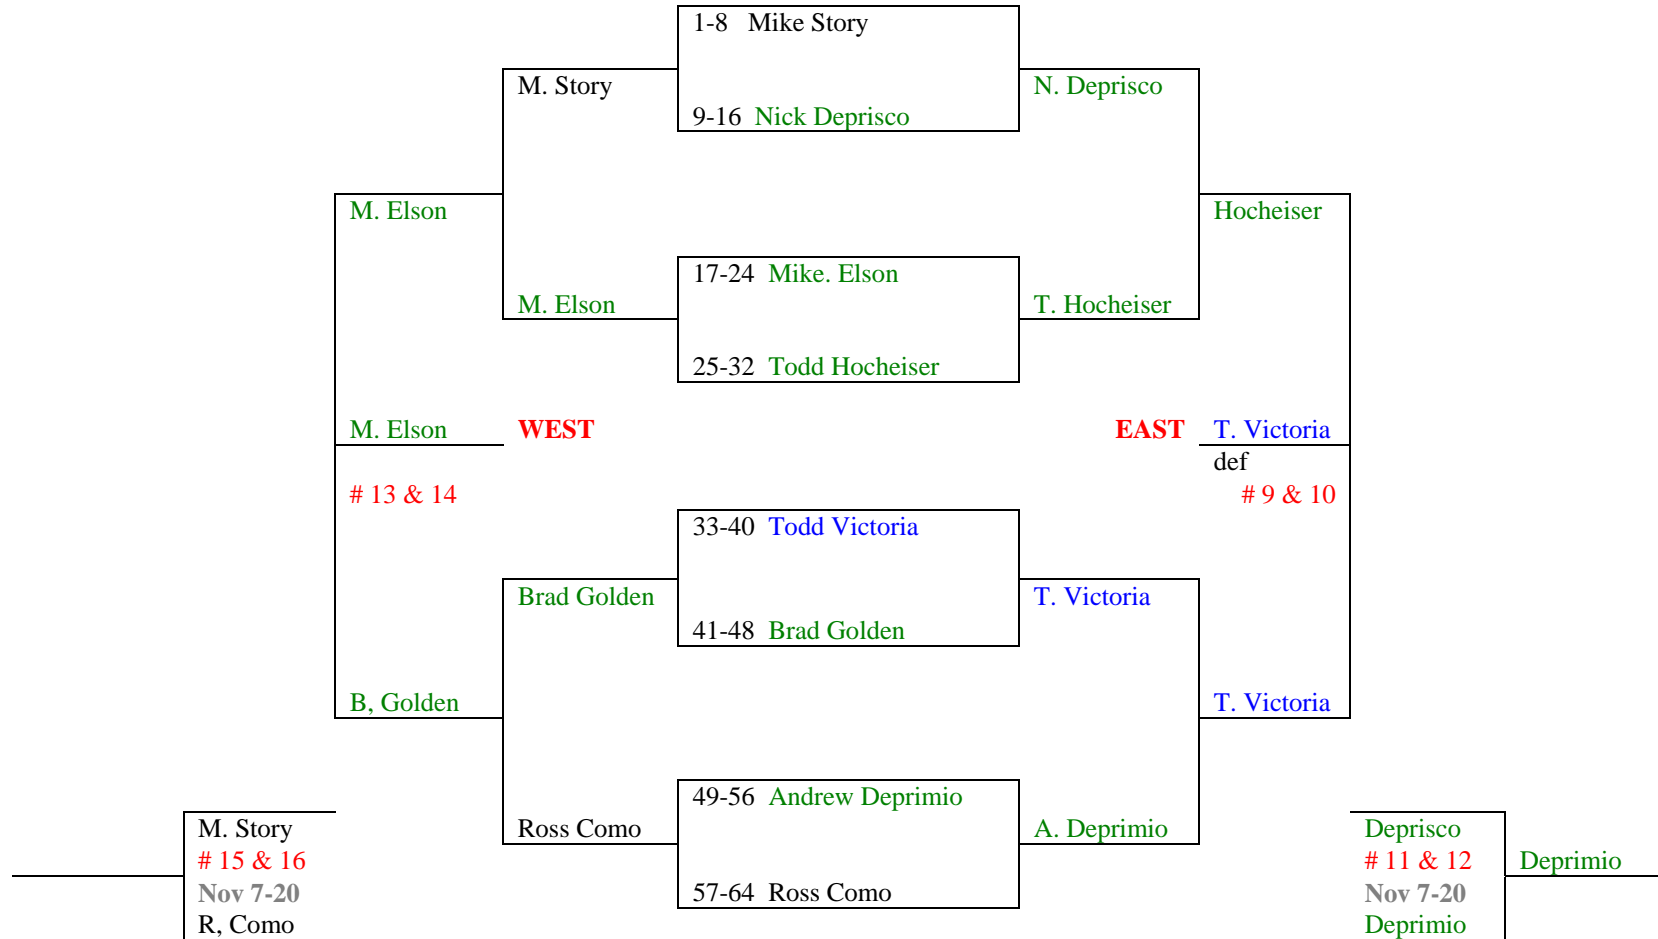 1-8 Mike Story
M. Story
N. Deprisco
9-16 Nick Deprisco
M. Elson
Hocheiser
17-24 Mike. Elson
M. Elson
T. Hocheiser
25-32 Todd Hocheiser
M. Elson
WEST
EAST
T. Victoria
def
# 13 & 14
# 9 & 10
33-40 Todd Victoria
Brad Golden
T. Victoria
41-48 Brad Golden
B, Golden
T. Victoria
49-56 Andrew Deprimio
M. Story
Ross Como
A. Deprimio
Deprisco
# 15 & 16
# 11 & 12
Deprimio
Nov 7-20
57-64 Ross Como
Nov 7-20
R, Como
Deprimio